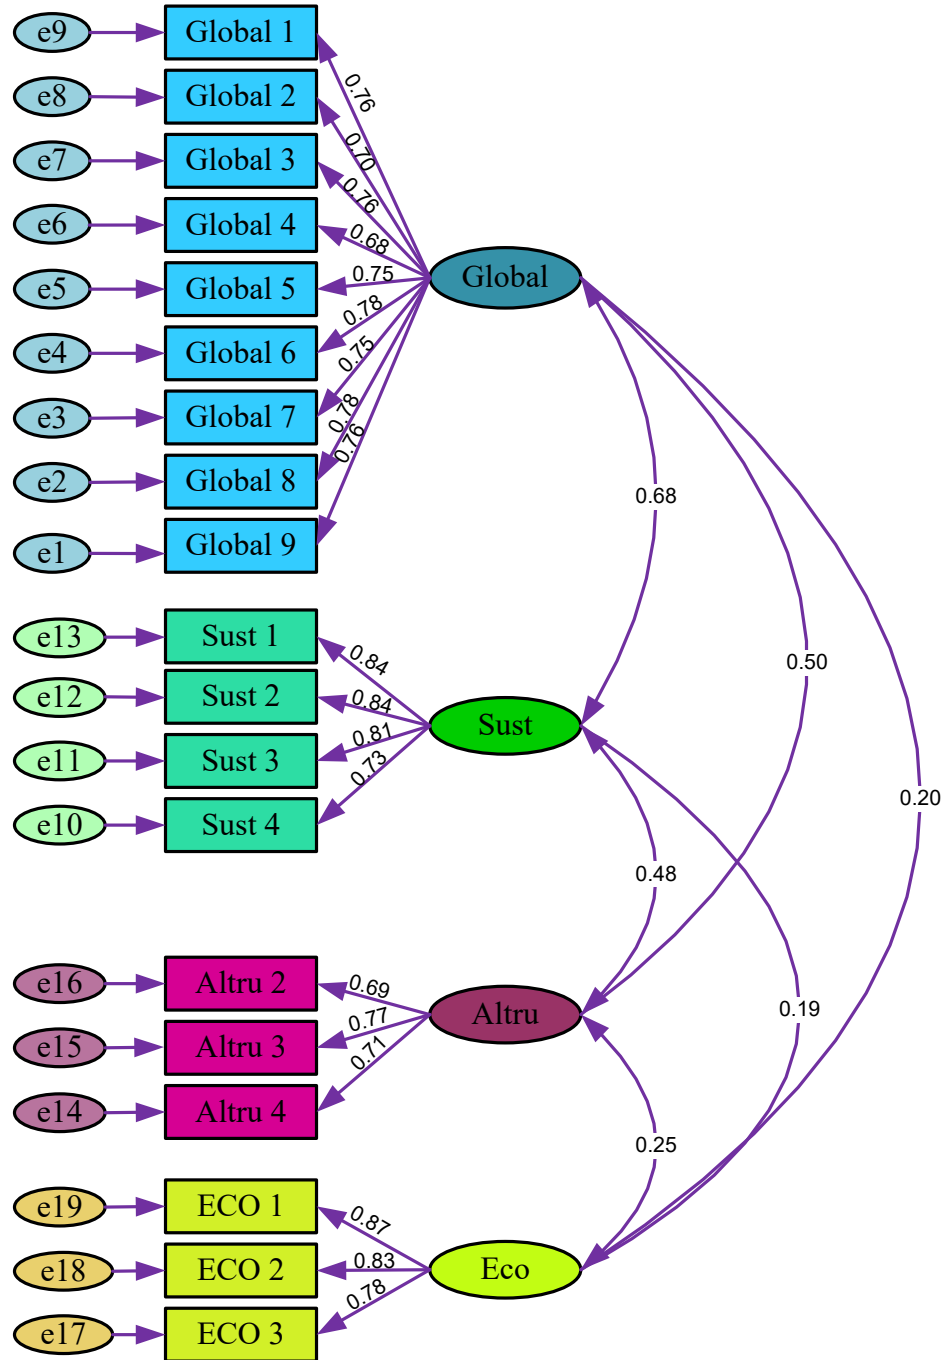 e9 Global 1
0.76
e8 Global 2
0.70
e7 Global 3
0.76
e6 Global 4
0.68
Global
e5 Global 5
0.75
0.78
e4 Global 6
0.75
e3 Global 7
0.78
0.76
e2 Global 8
0.68
e1 Global 9
e13 Sust 1
0.84
0.50
e12 Sust 2
0.84
Sust
0.81
e11 Sust 3
0.73
0.20
e10 Sust 4
0.48
e16 Altru 2
0.69
Altru
0.19
0.77
e15 Altru 3
0.71
e14 Altru 4
0.25
e19 ECO 1
0.87
e18 ECO 2
0.83
Eco
0.78
e17 ECO 3